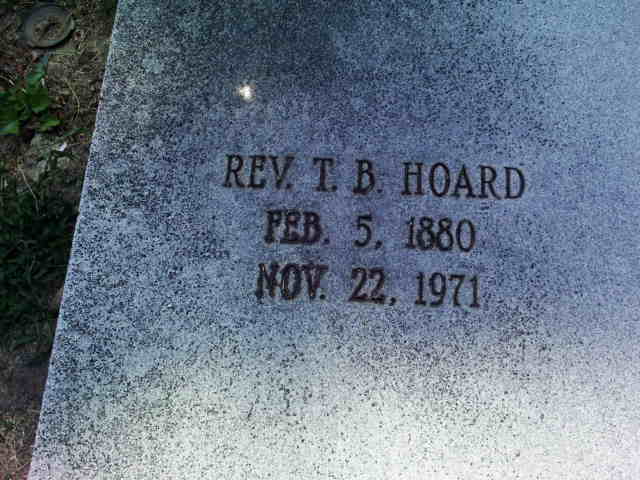 REV. T. B. HOARD
FEB. 5, 1880
NOV. 22, 1971